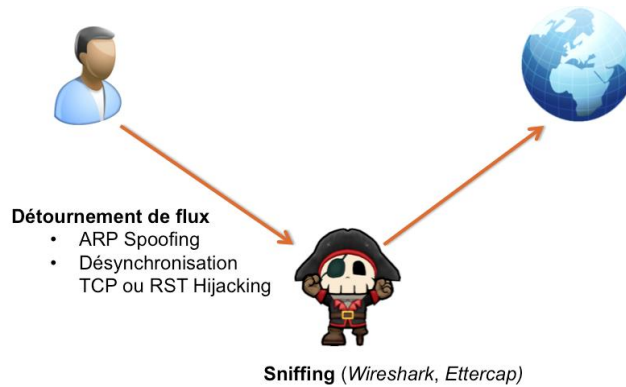 Détournement de flux
• ARP Spoofing
• Désynchronisation
TCP ou RST Hijacking
Sniffing (Wireshark, Ettercap)